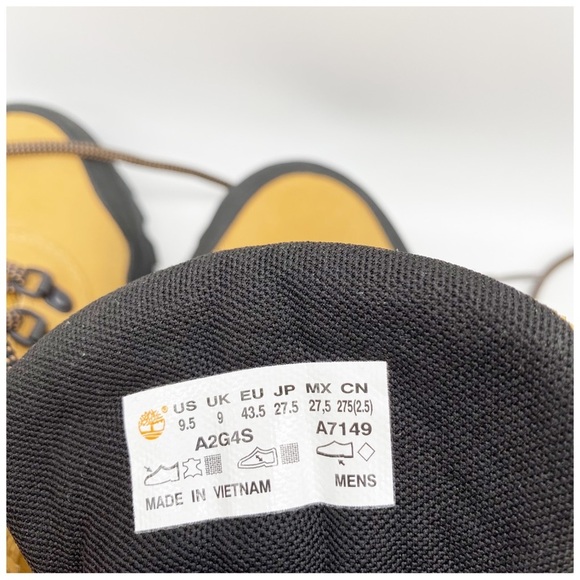 US UK EU JP MX CN
9.5 9 43.5 27.5 27,5 275(2.5)
A2G4S A7149
MADE IN VIETNAM MENS